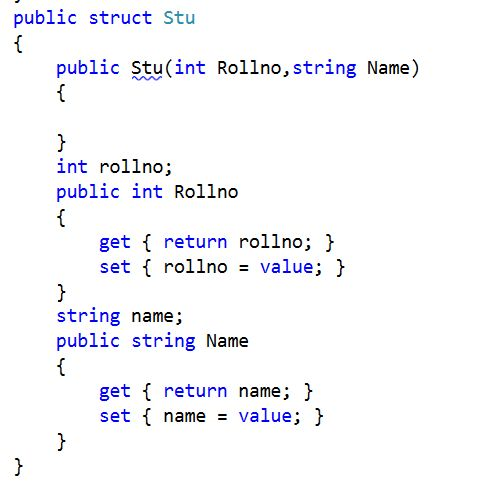 public struct Stu
{
    public Stu(int Rollno,string Name)
    {

    }
    int rollno;
    public int Rollno
    {
        get { return rollno; }
        set { rollno = value; }
    }
    string name;
    public string Name
    {
        get { return name; }
        set { name = value; }
    }
}